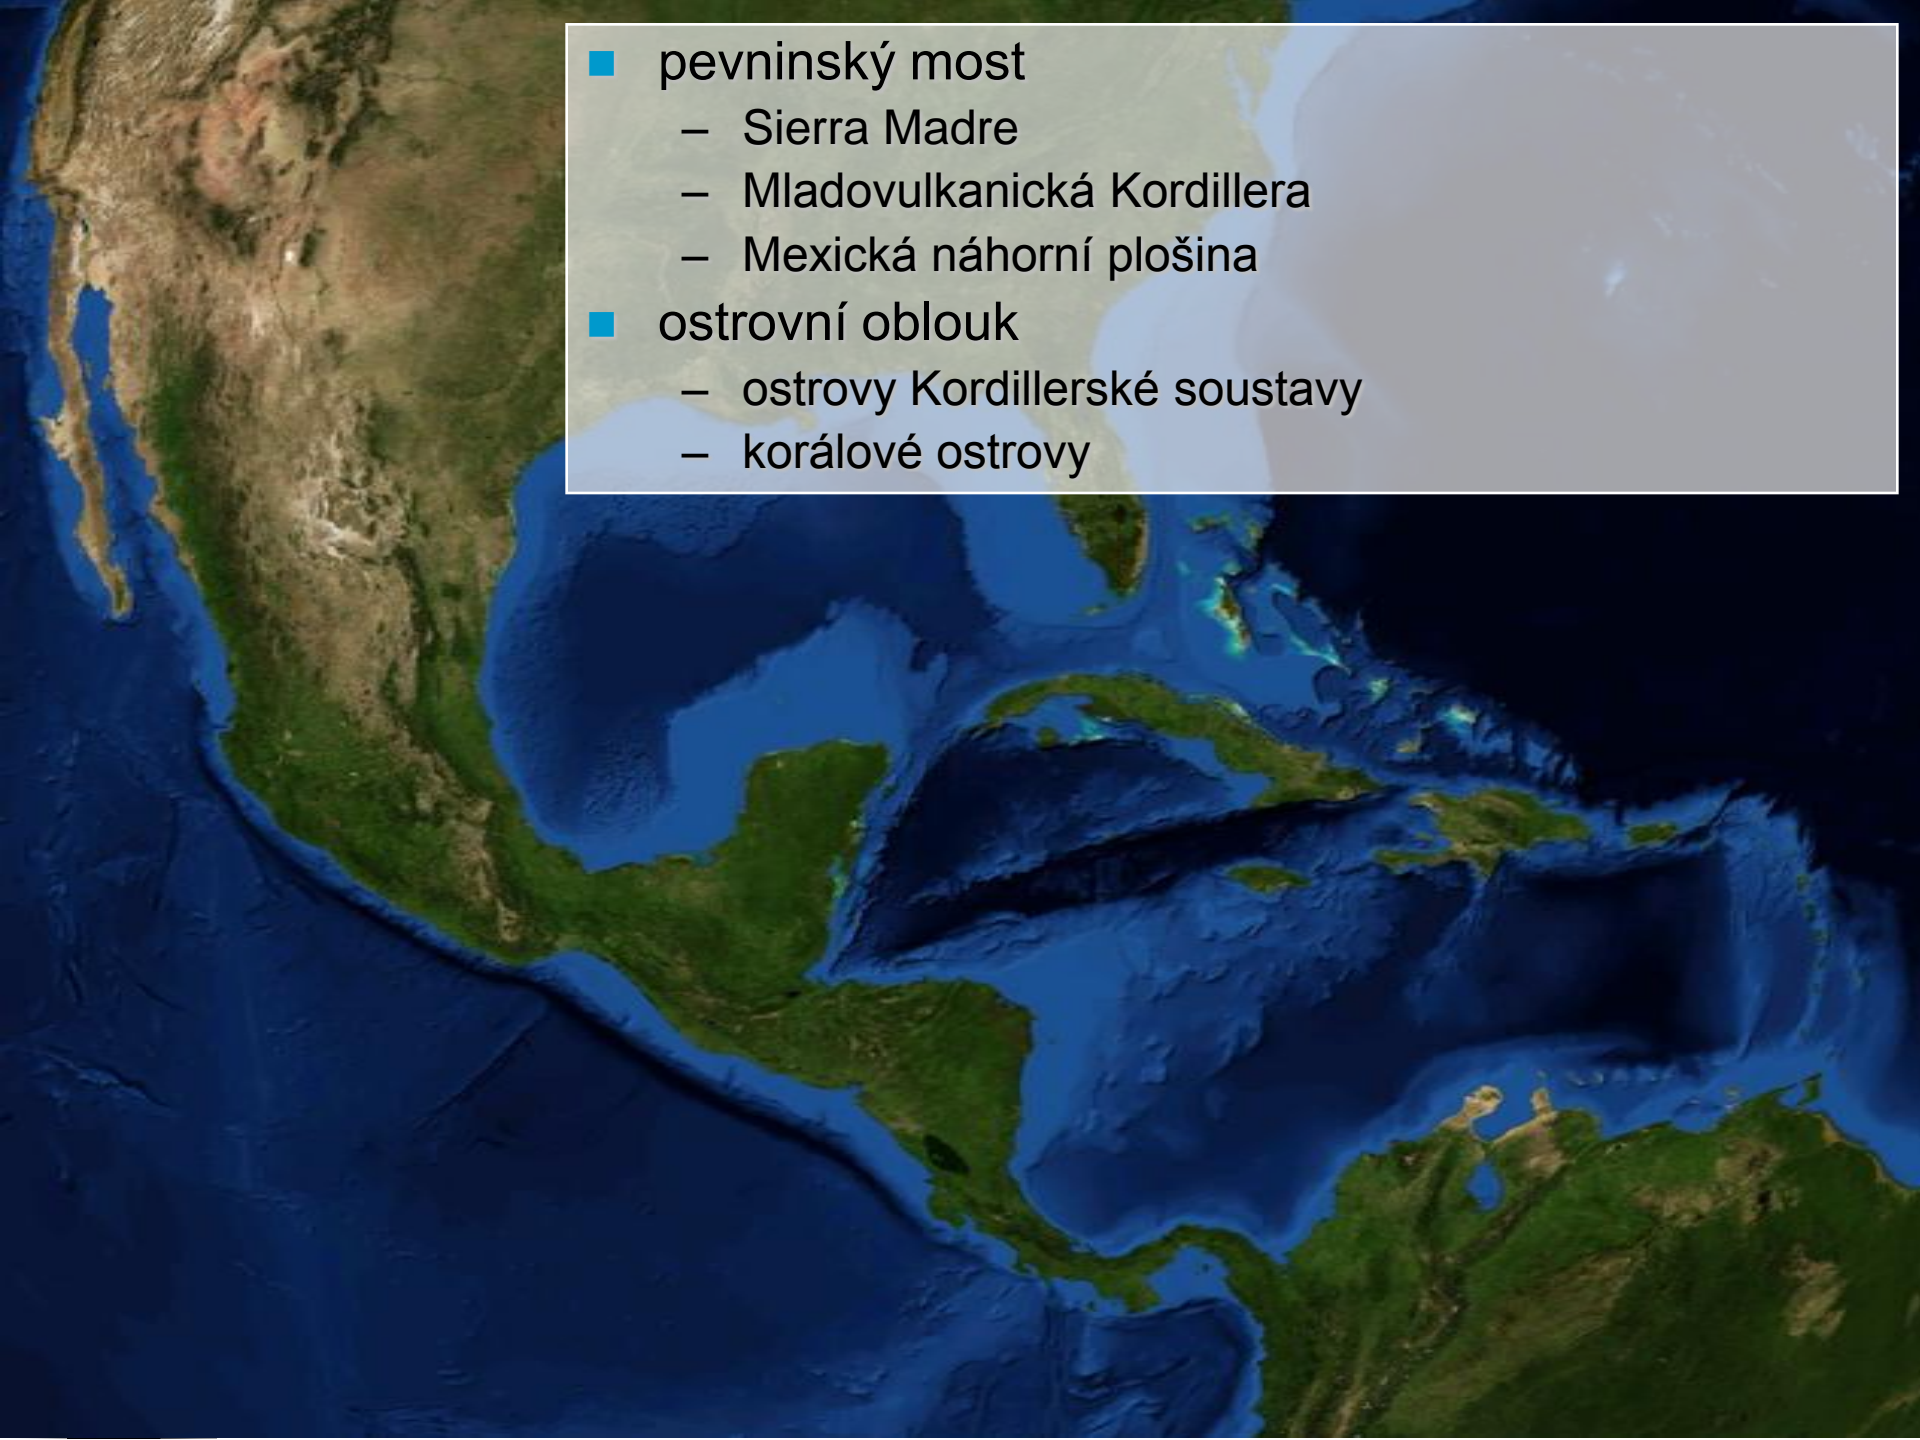 pevninský most
– Sierra Madre
– Mladovulkanická Kordillera
– Mexická náhorní plošina
ostrovní oblouk
– ostrovy Kordillerské soustavy
– korálové ostrovy